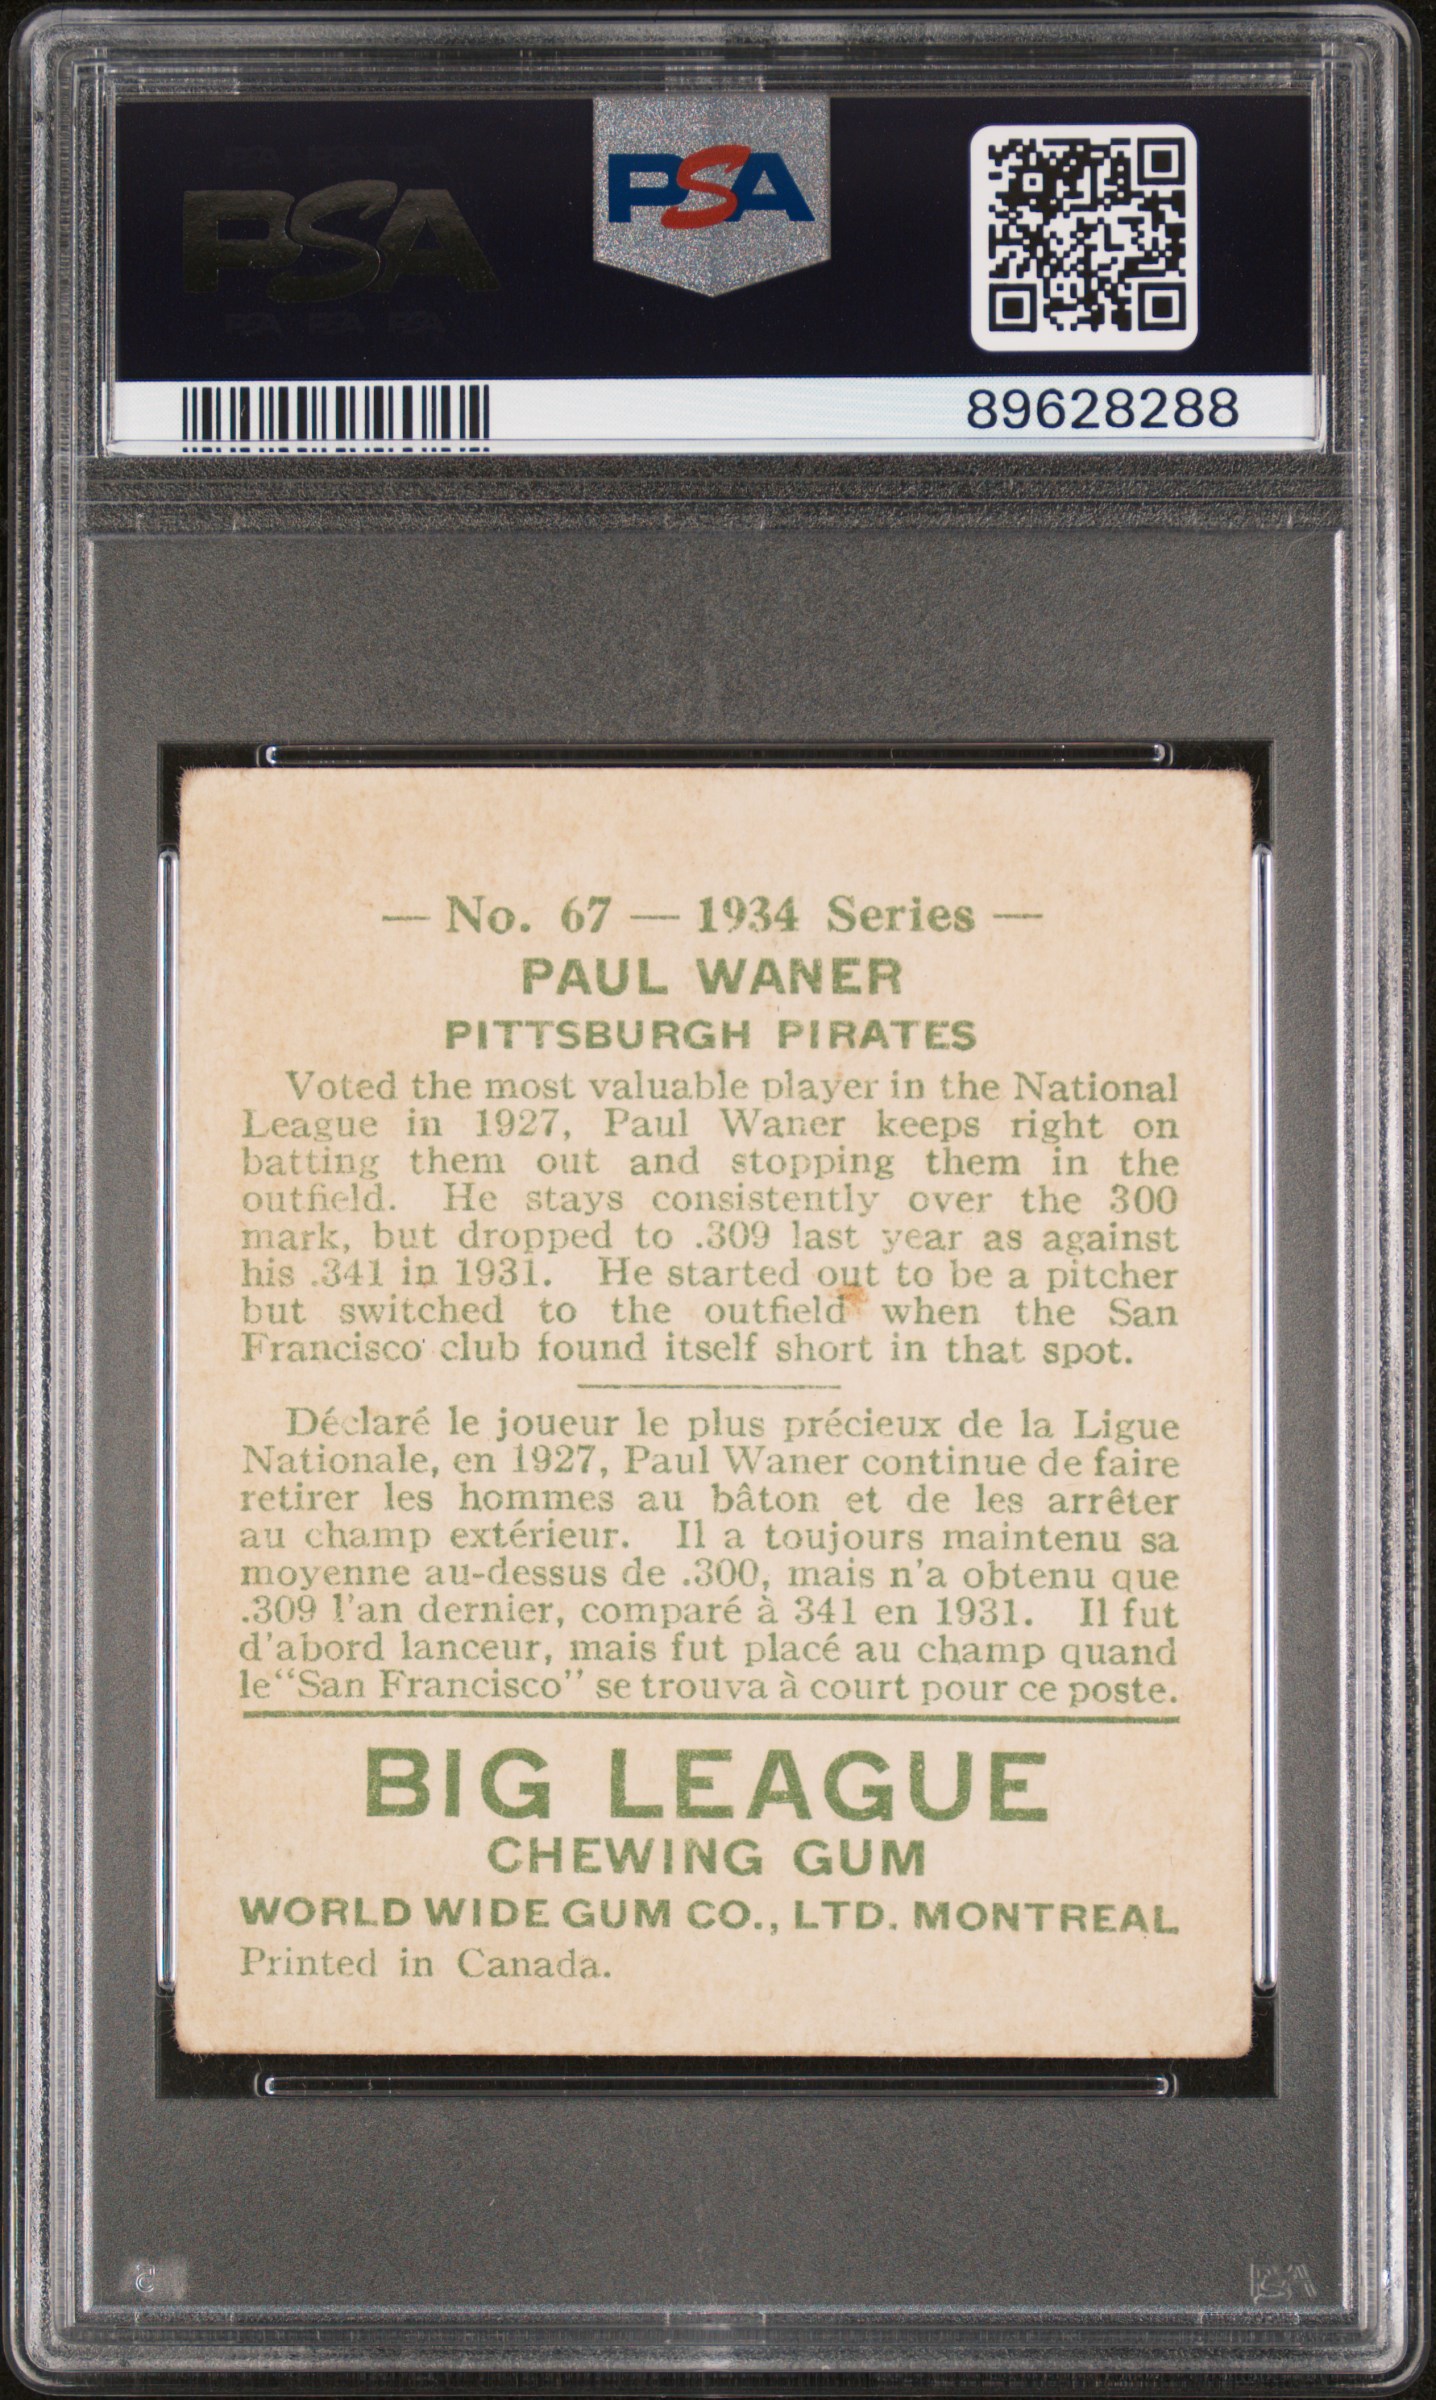 PSA
PSA
89628288
— No. 67 — 1934 Series —
PAUL WANER
PITTSBURGH PIRATES
Voted the most valuable player in the National
League in 1927, Paul Waner keeps right on
batting them out and stopping them in the
outfield. He stays consistently over the 300
mark, but dropped to .309 last year as against
his .341 in 1931. He started out to be a pitcher
but switched to the outfield when the San
Francisco club found itself short in that spot.
Déclaré le joueur le plus précieux de la Ligue
Nationale, en 1927, Paul Waner continue de faire
retirer les hommes au bâton et de les arrêter
au champ extérieur. Il a toujours maintenu sa
moyenne au-dessus de .300, mais n'a obtenu que
.309 l'an dernier, comparé à 341 en 1931. Il fut
d'abord lanceur, mais fut placé au champ quand
le "San Francisco" se trouva à court pour ce poste.
BIG LEAGUE
CHEWING GUM
WORLD WIDE GUM CO., LTD. MONTREAL
Printed in Canada.